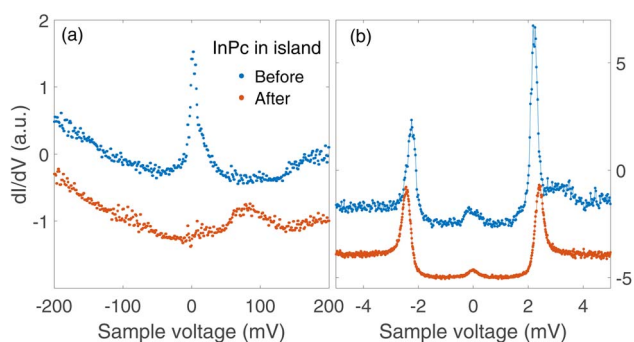 (a)
InPc in island
Before
After
dI/dV (a.u.)
2
1
0
-1
-200
-100
0
100
200
Sample voltage (mV)
(b)
0
-5
-4
-2
0
2
4
Sample voltage (mV)